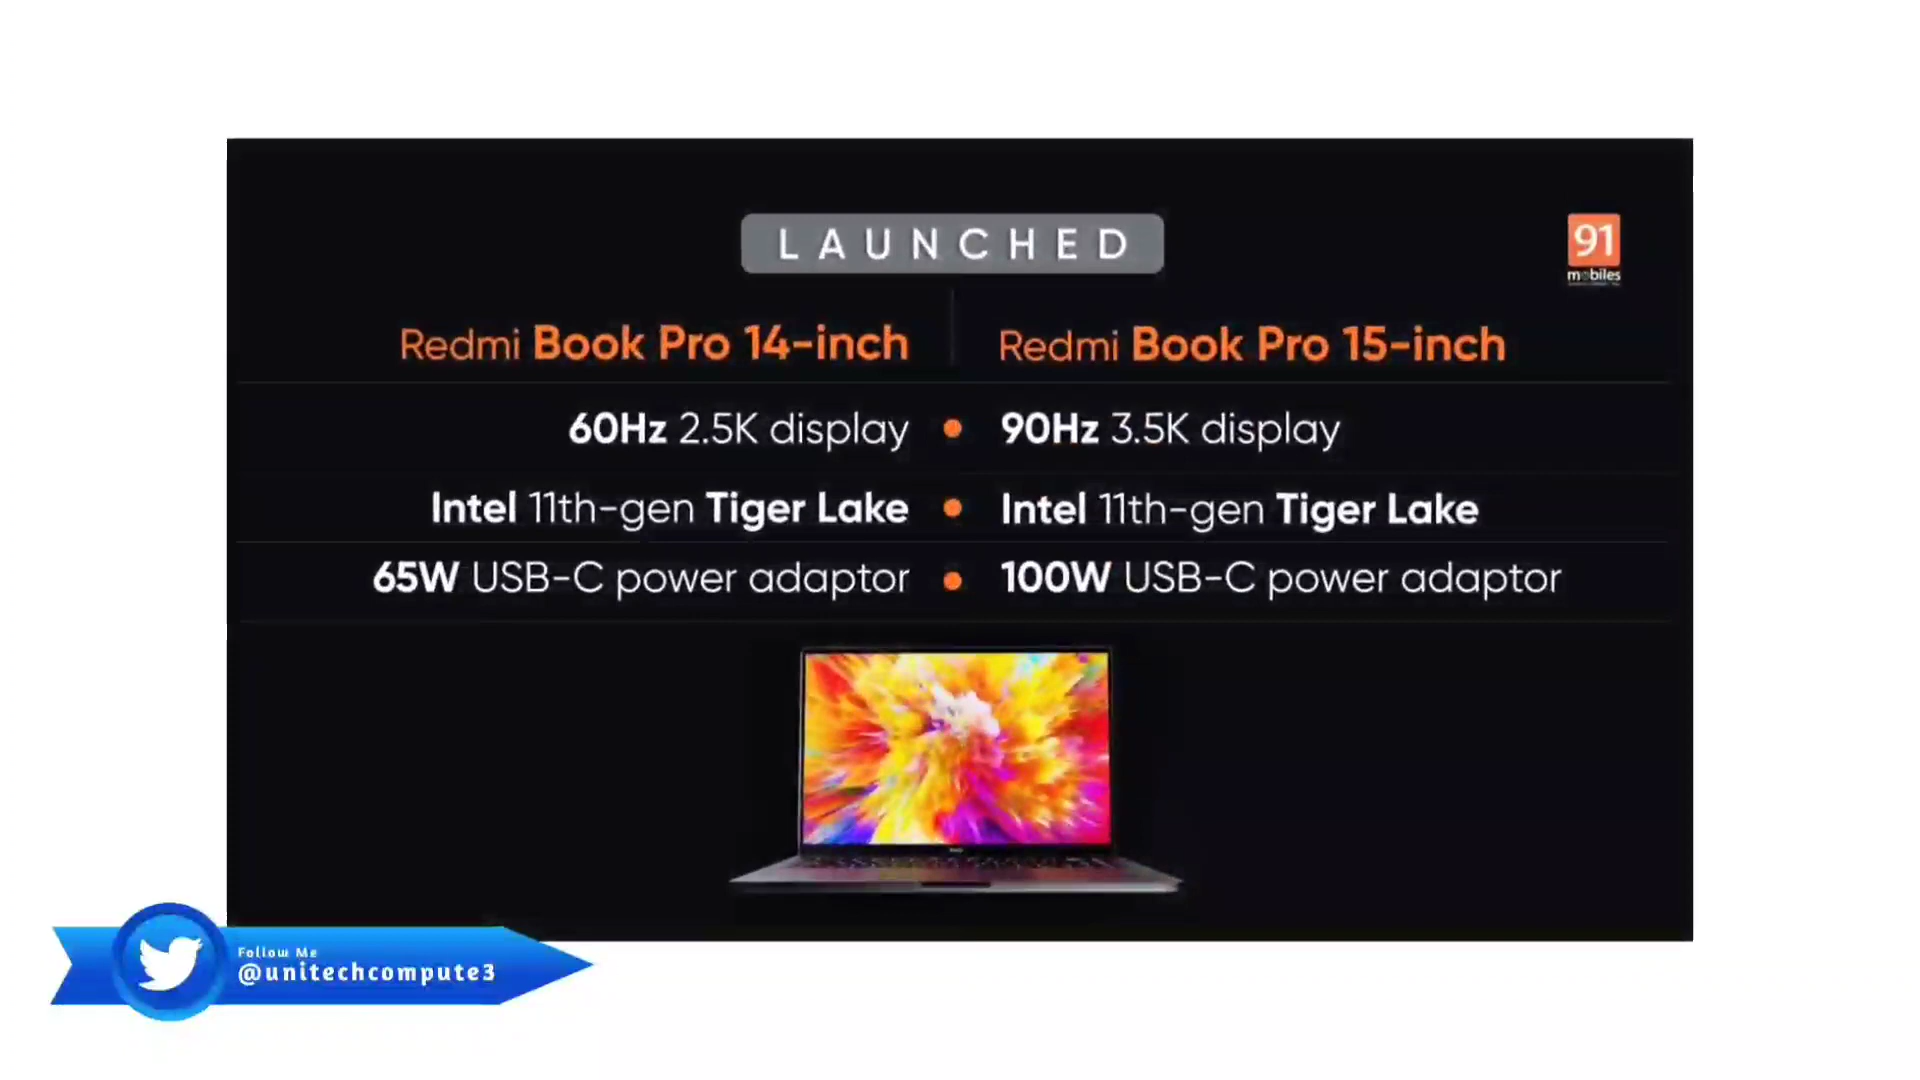 LAUNCHED
91
mobiles
Redmi Book Pro 14-inch
Redmi Book Pro 15-inch
60Hz 2.5K display
90Hz 3.5K display
Intel 11th-gen Tiger Lake
Intel 11th-gen Tiger Lake
65W USB-C power adaptor
100W USB-C power adaptor
Follow Me
@unitechcompute3